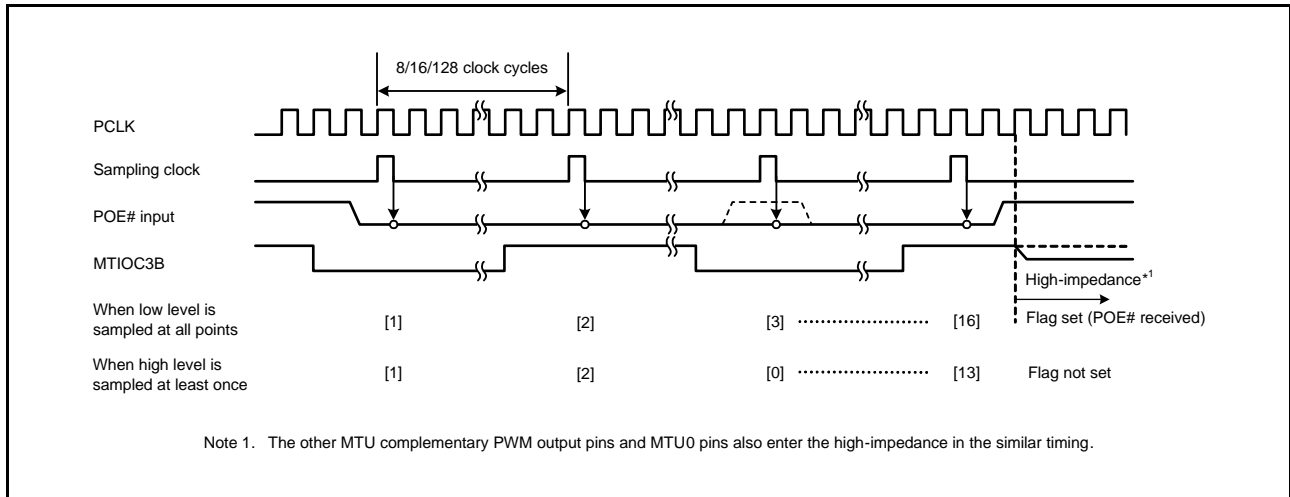 8/16/128 clock cycles
PCLK
Sampling clock
POE# input
MTIOC3B
High-impedance*1
When low level is
sampled at all points
[1] [2] [3] [16] Flag set (POE# received)
When high level is
sampled at least once
[1] [2] [0] [13] Flag not set
Note 1. The other MTU complementary PWM output pins and MTU0 pins also enter the high-impedance in the similar timing.